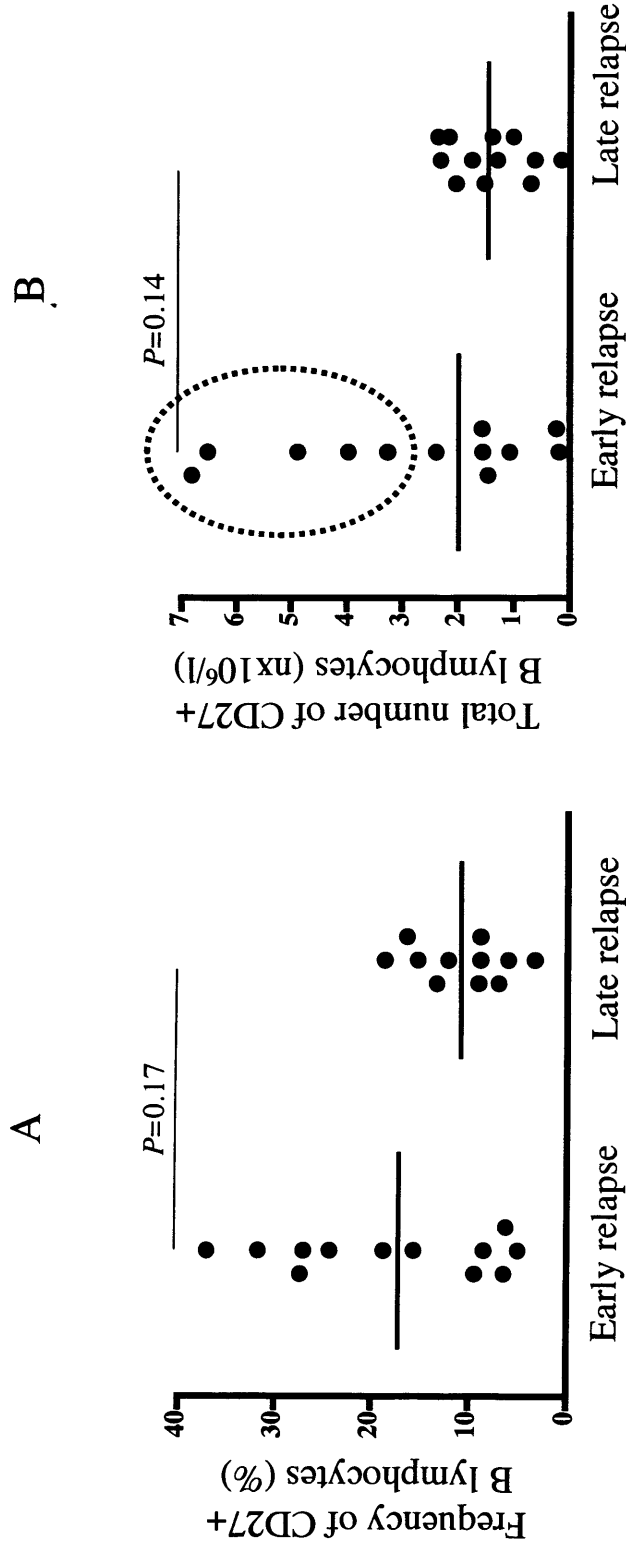 A
P=0.17
40
30
20
10
0
Frequency of CD27+
B lymphocytes (%)
Early relapse
Late relapse
B
P=0.14
7
6
5
4
3
2
1
0
Total number of CD27+
B lymphocytes (nx10⁶/l)
Early relapse
Late relapse